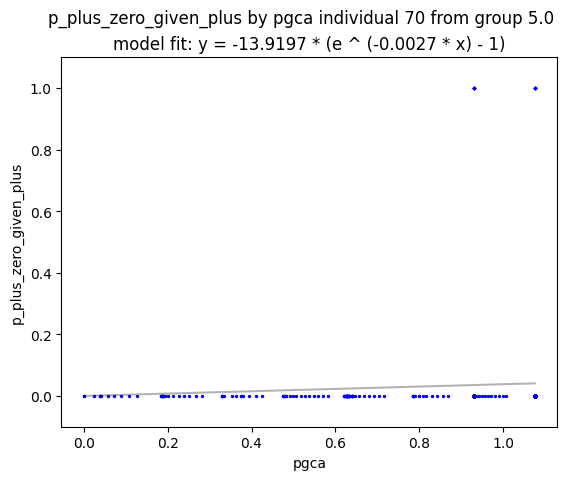 p_plus_zero_given_plus by pgca individual 70 from group 5.0
model fit: y = -13.9197 * (e ^ (-0.0027 * x) - 1)
p_plus_zero_given_plus
1.0
0.8
0.6
0.4
0.2
0.0
0.0 0.2 0.4 0.6 0.8 1.0
pgca